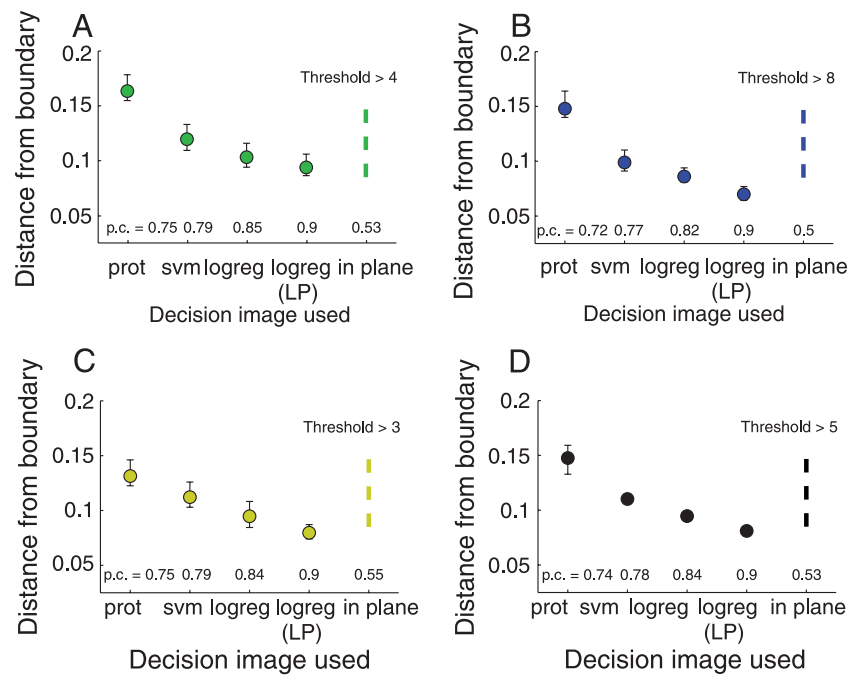 A
Distance from boundary
0.2
0.15
0.1
0.05
Threshold > 4
p.c. = 0.75 0.79 0.85 0.9 0.53
prot svm logreg logreg in plane
(LP)
Decision image used
B
Distance from boundary
0.2
0.15
0.1
0.05
Threshold > 8
p.c. = 0.72 0.77 0.82 0.9 0.5
prot svm logreg logreg in plane
(LP)
Decision image used
C
Distance from boundary
0.2
0.15
0.1
0.05
Threshold > 3
p.c. = 0.75 0.79 0.84 0.9 0.55
prot svm logreg logreg in plane
(LP)
Decision image used
D
Distance from boundary
0.2
0.15
0.1
0.05
Threshold > 5
p.c. = 0.74 0.78 0.84 0.9 0.53
prot svm logreg logreg in plane
(LP)
Decision image used